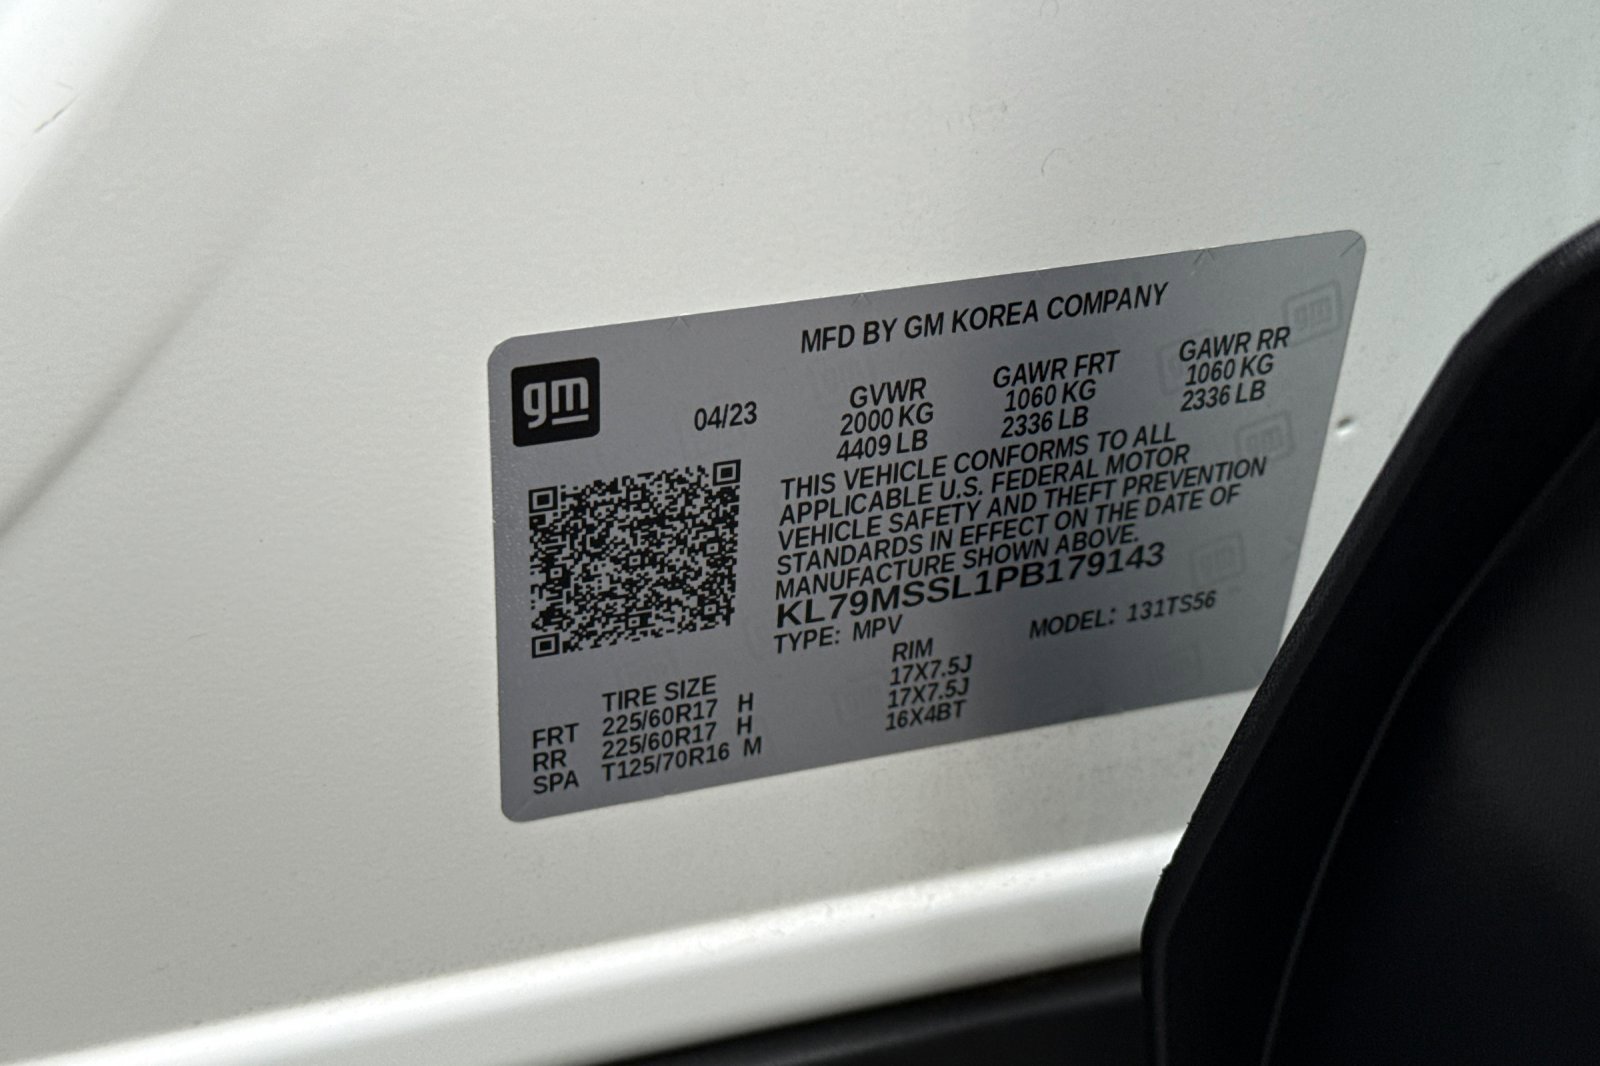 MFD BY GM KOREA COMPANY
gm
04/23
GVWR
2000 KG
4409 LB
GAWR FRT
1060 KG
2336 LB
GAWR RR
1060 KG
2336 LB
THIS VEHICLE CONFORMS TO ALL
APPLICABLE U.S. FEDERAL MOTOR
VEHICLE SAFETY AND THEFT PREVENTION
STANDARDS IN EFFECT ON THE DATE OF
MANUFACTURE SHOWN ABOVE.
KL79MSSL1PB179143
TYPE: MPV
MODEL: 131TS56
TIRE SIZE
RIM
FRT 225/60R17 H 17X7.5J
RR 225/60R17 H 17X7.5J
SPA T125/70R16 M 16X4BT